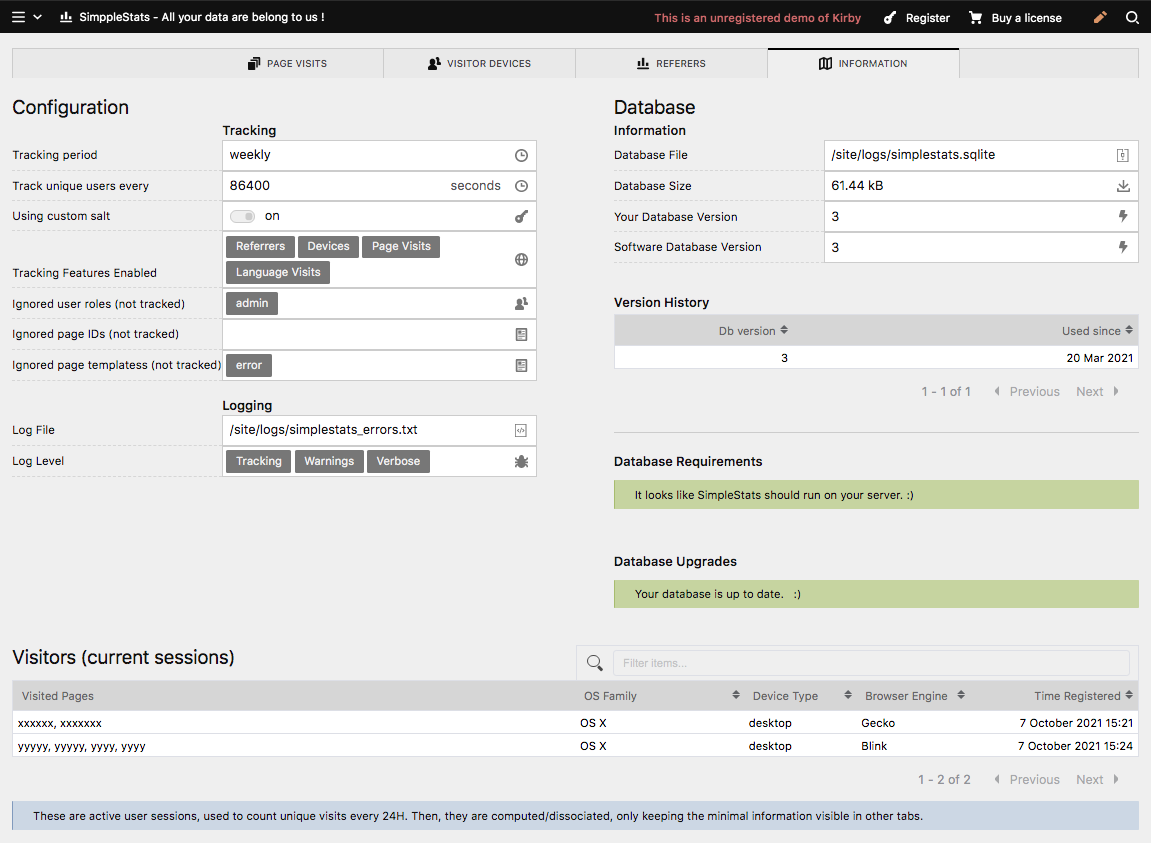 SimppleStats - All your data are belong to us !
This is an unregistered demo of Kirby
Register
Buy a license
PAGE VISITS
VISITOR DEVICES
REFERERS
INFORMATION
Configuration
Tracking
Tracking period weekly
Track unique users every 86400 seconds
Using custom salt on
Referrers Devices Page Visits
Language Visits
Tracking Features Enabled
Ignored user roles (not tracked) admin
Ignored page IDs (not tracked)
Ignored page templatess (not tracked) error
Logging
Log File /site/logs/simplestats_errors.txt
Log Level Tracking Warnings Verbose
Database
Information
Database File /site/logs/simplestats.sqlite
Database Size 61.44 kB
Your Database Version 3
Software Database Version 3
Version History
Db version Used since
3 20 Mar 2021
1 - 1 of 1 Previous Next
Database Requirements
It looks like SimpleStats should run on your server. :)
Database Upgrades
Your database is up to date. :)
Visitors (current sessions)
Filter items...
Visited Pages OS Family Device Type Browser Engine Time Registered
xxxxxx, xxxxxxx OS X desktop Gecko 7 October 2021 15:21
yyyyy, yyyyy, yyyy, yyyy OS X desktop Blink 7 October 2021 15:24
1 - 2 of 2 Previous Next
These are active user sessions, used to count unique visits every 24H. Then, they are computed/dissociated, only keeping the minimal information visible in other tabs.